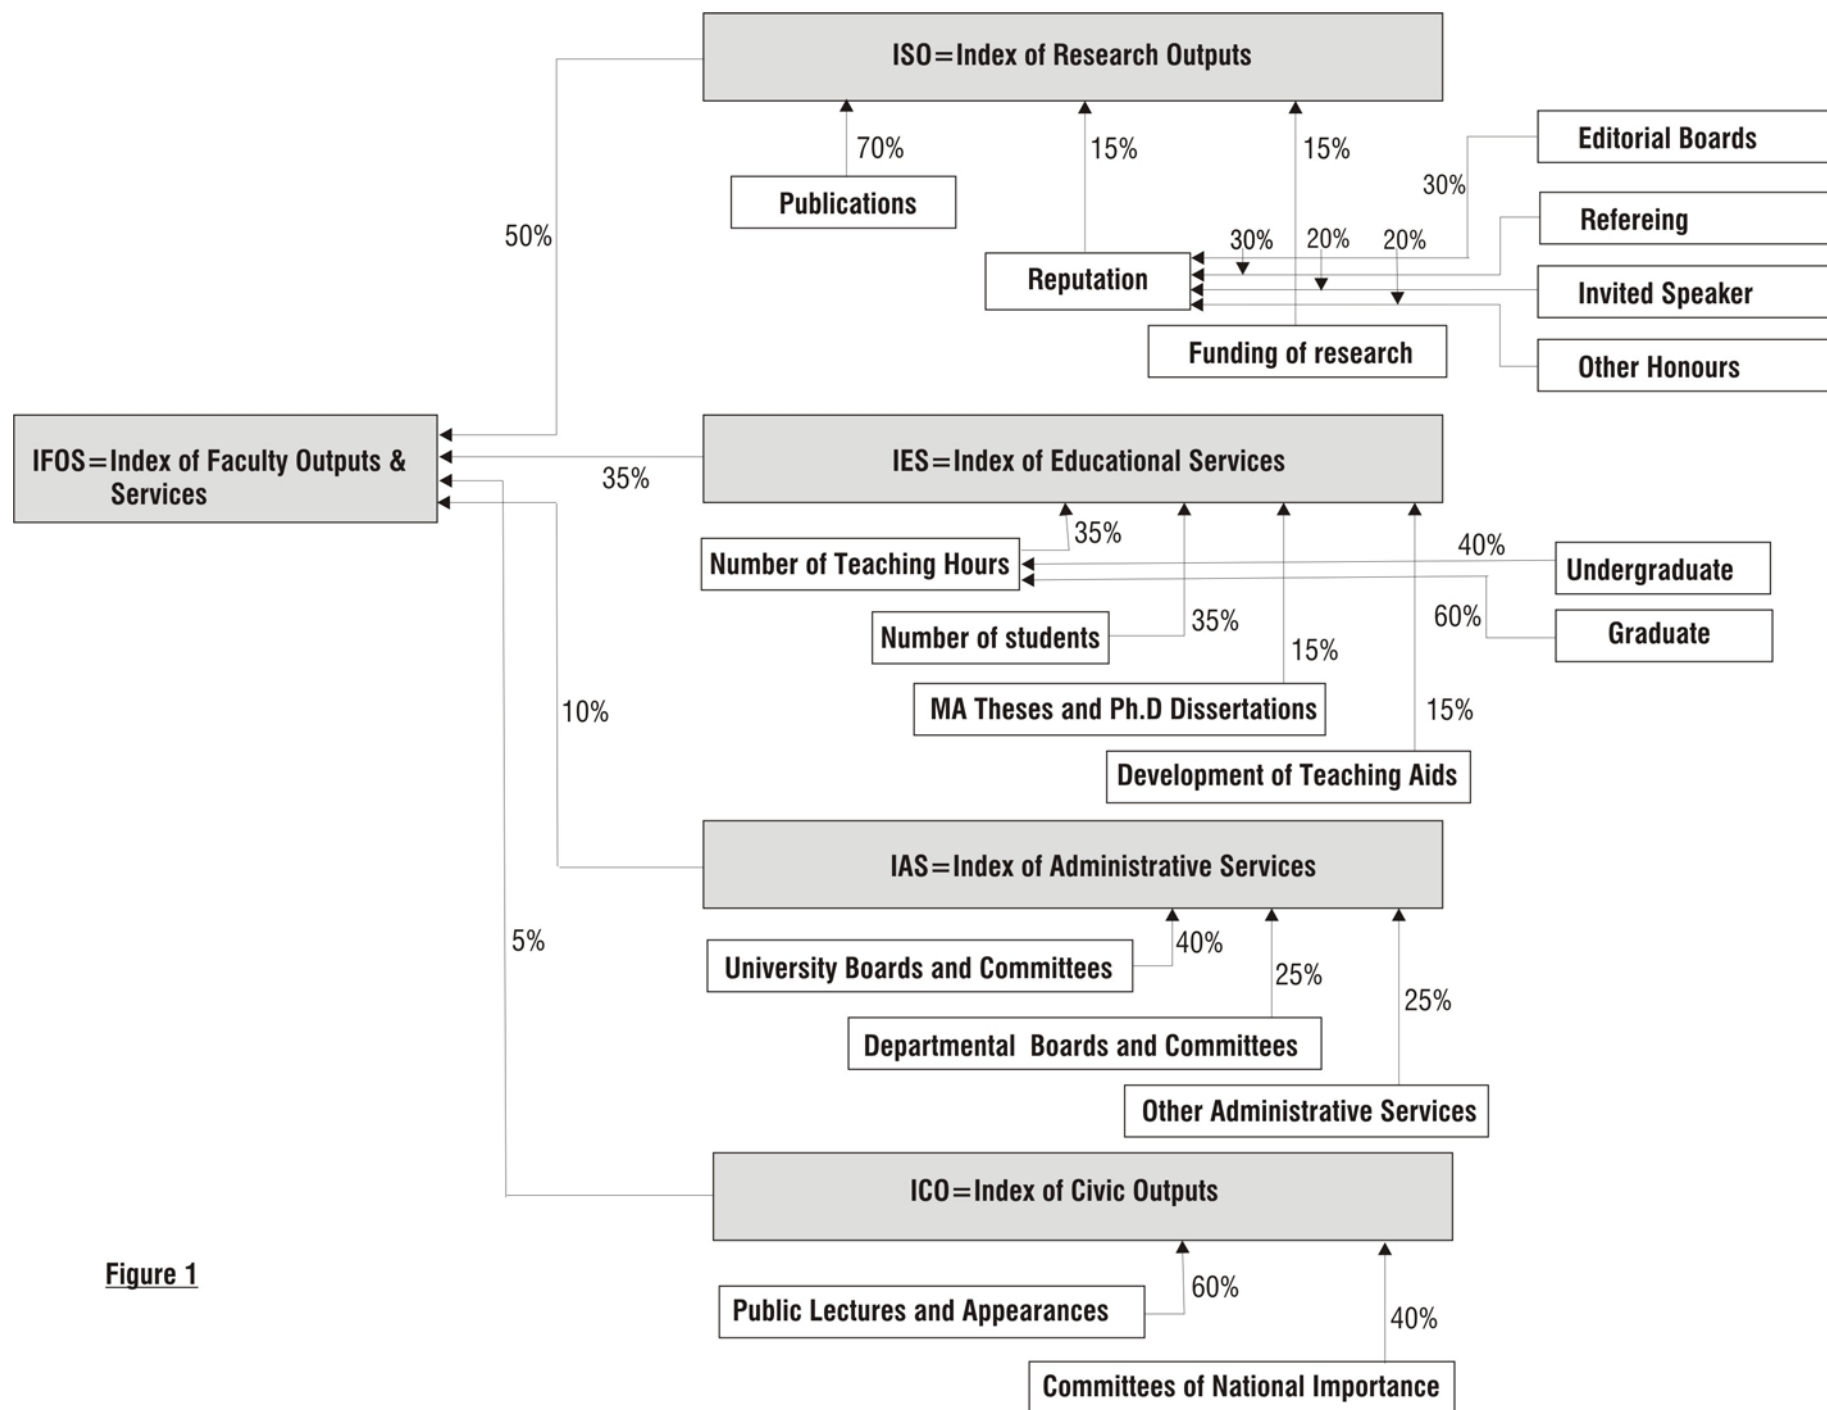 ISO=Index of Research Outputs
70%
15%
15%
Editorial Boards
Publications
30%
Refereing
50%
30%
20%
20%
Reputation
Invited Speaker
Funding of research
Other Honours
IFOS=Index of Faculty Outputs &
Services
35%
IES=Index of Educational Services
35%
Number of Teaching Hours
40%
Undergraduate
60%
Graduate
Number of students
35%
15%
MA Theses and Ph.D Dissertations
15%
10%
Development of Teaching Aids
IAS=Index of Administrative Services
5%
40%
University Boards and Committees
25%
25%
Departmental Boards and Committees
Other Administrative Services
ICO=Index of Civic Outputs
Figure 1
60%
Public Lectures and Appearances
40%
Committees of National Importance